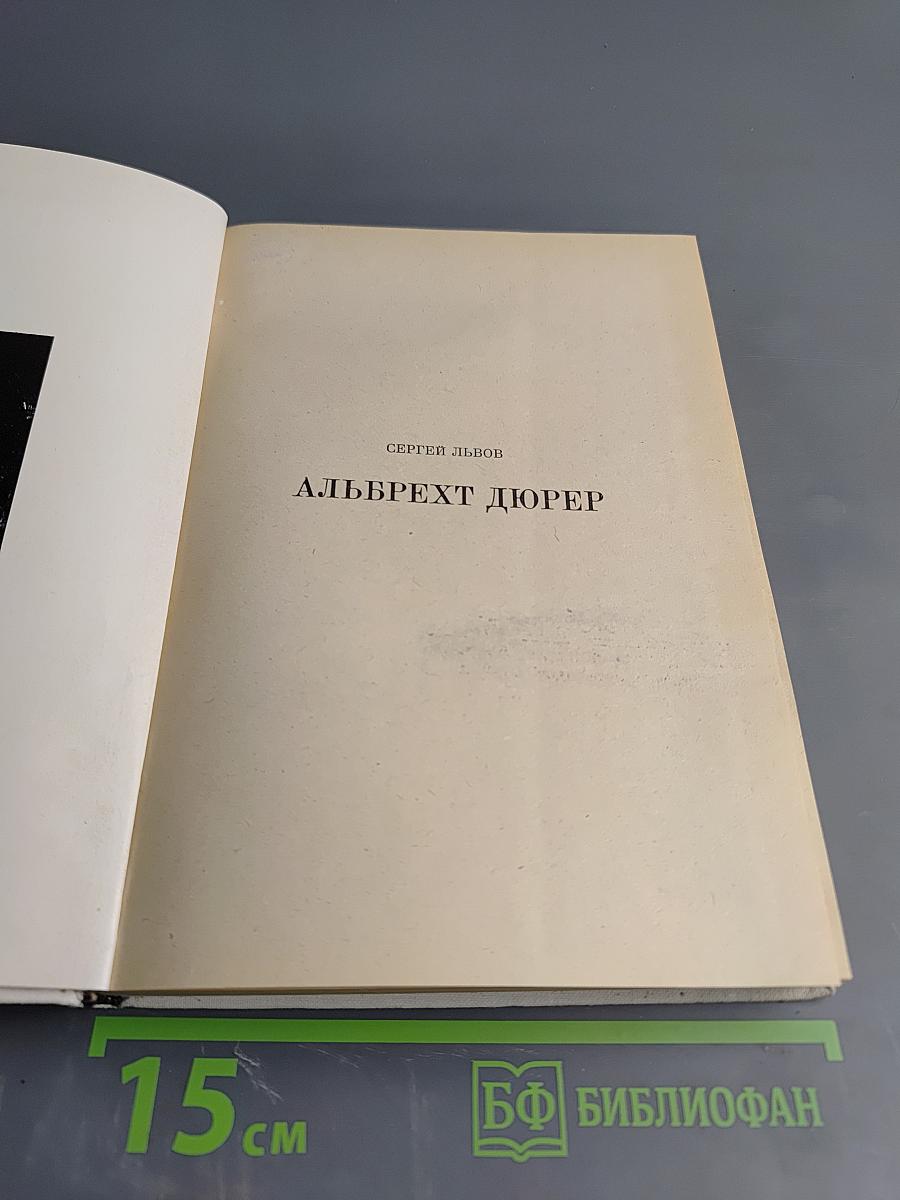 СЕРГЕЙ ЛЬВОВ
АЛЬБРЕХТ ДЮРЕР
15 см
БФ БИБЛИОФАН